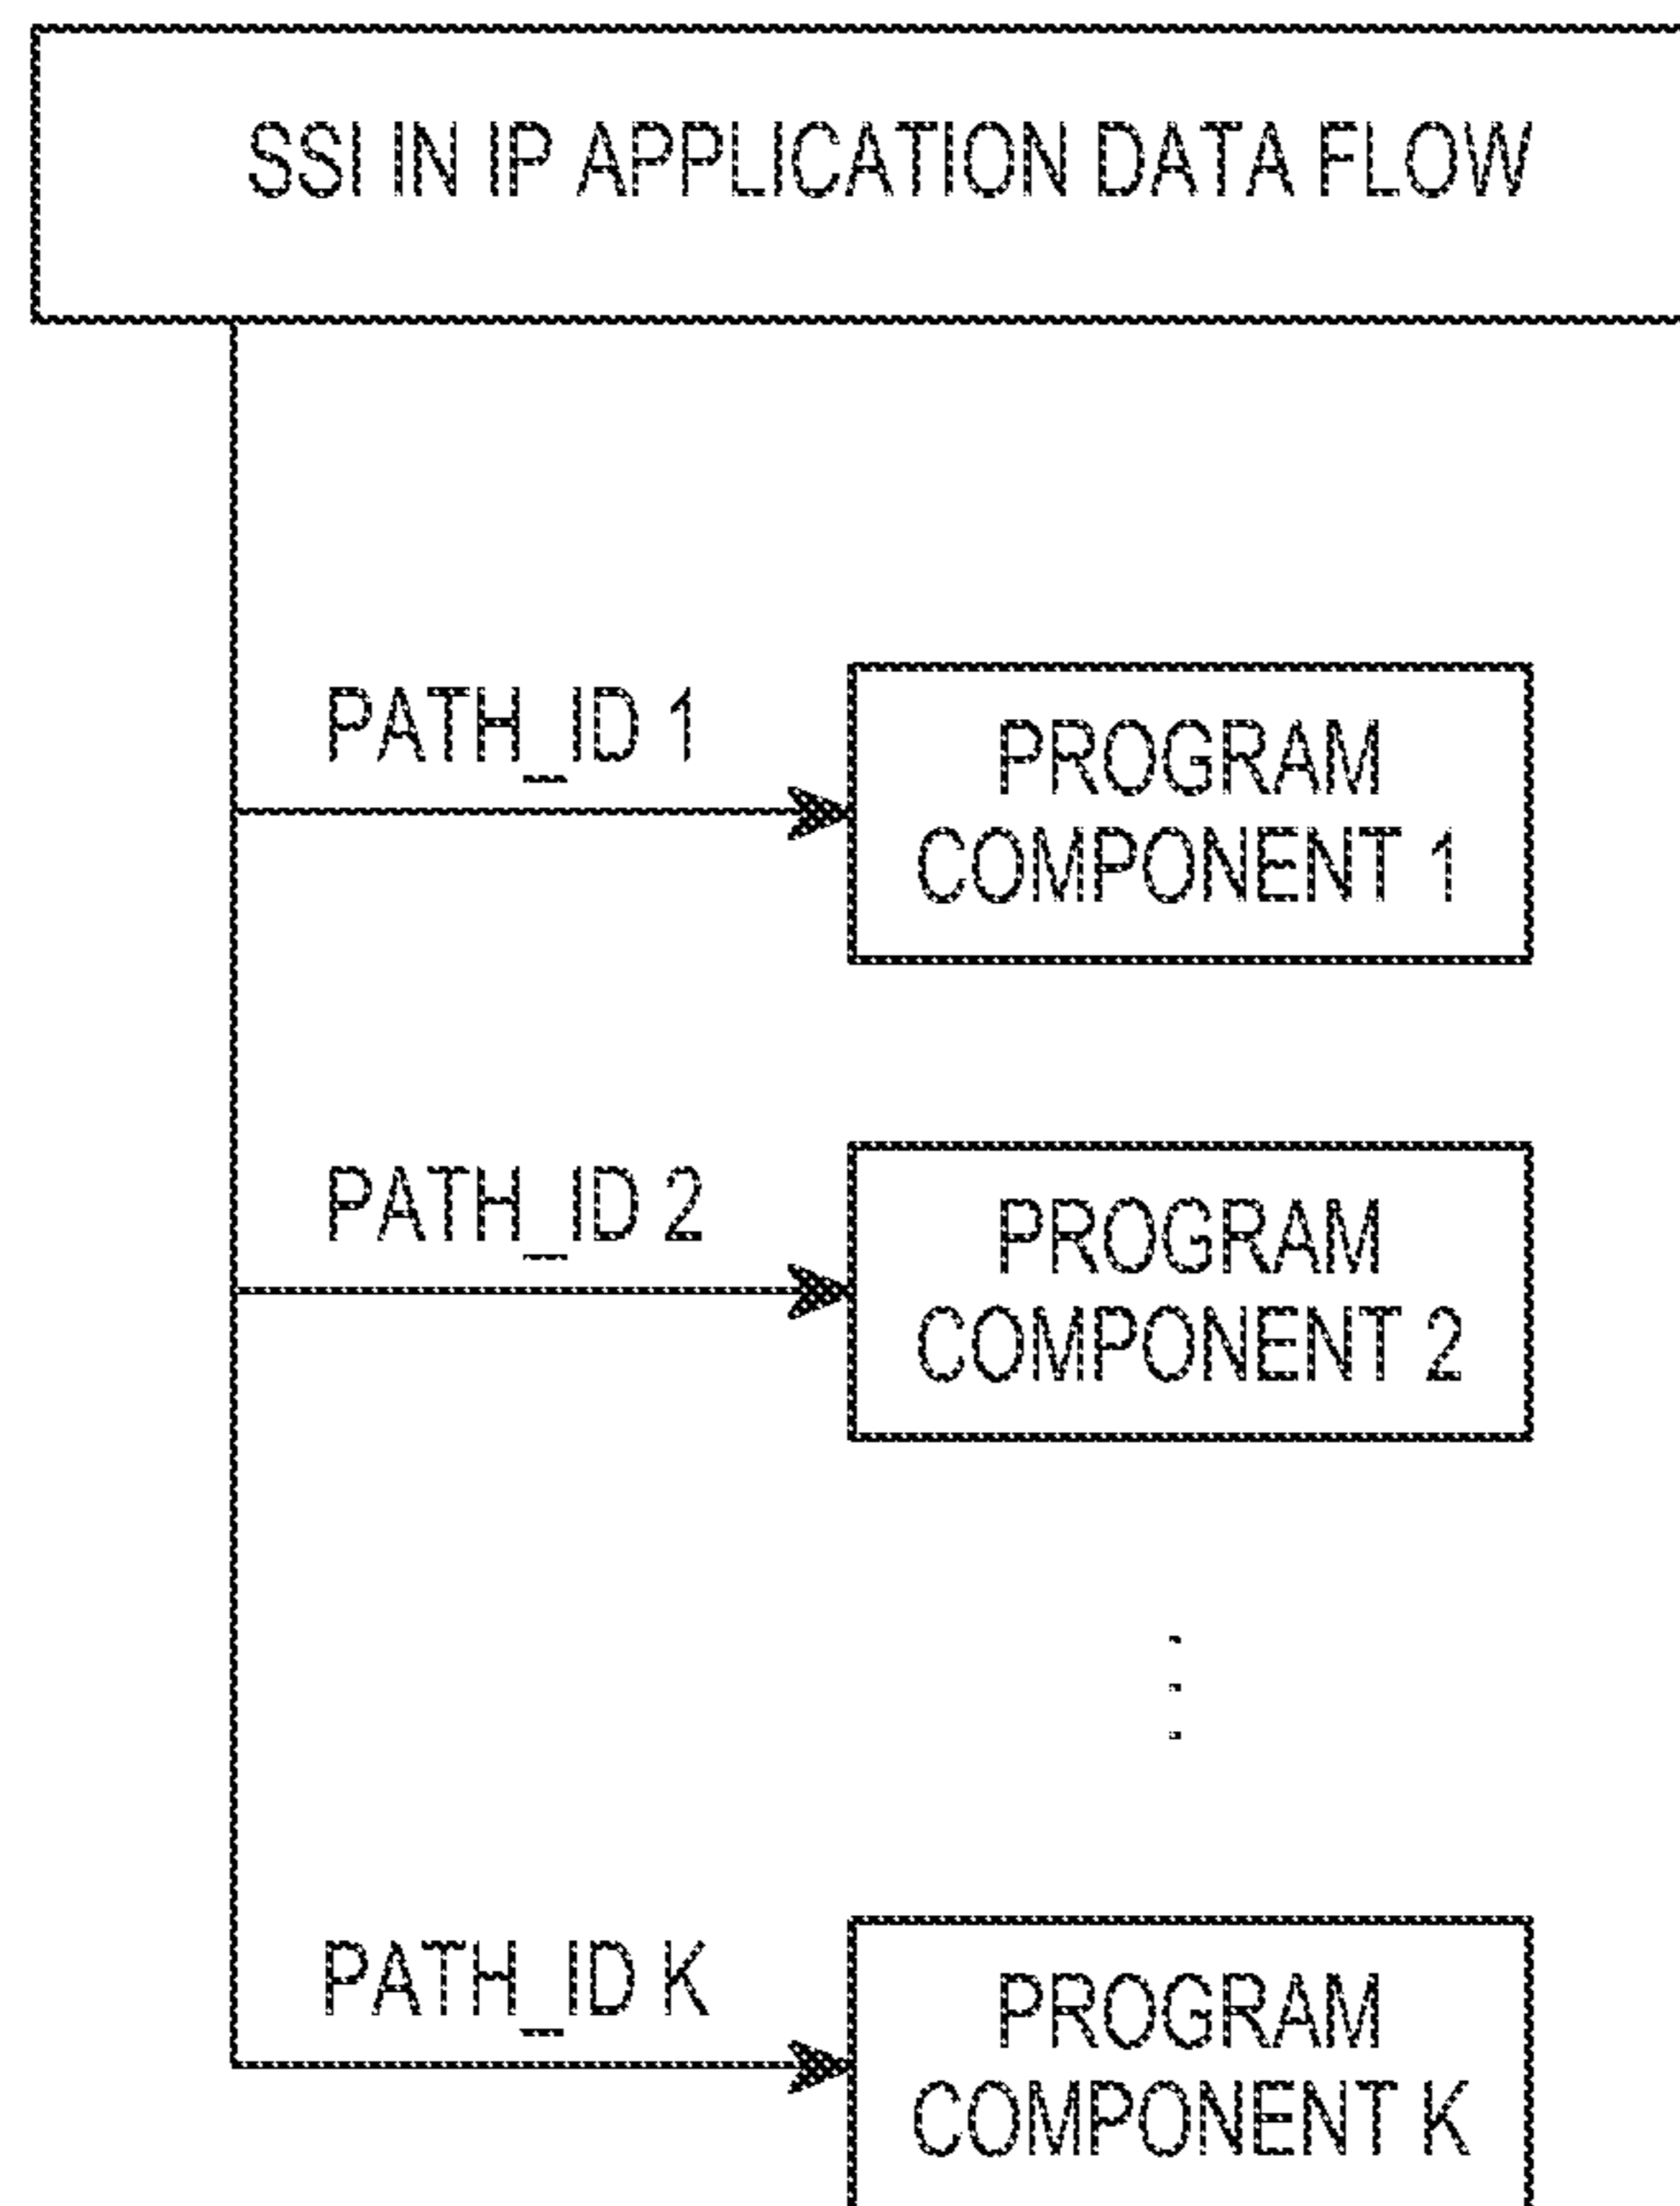 SSI IN IP APPLICATION DATA FLOW
PATH_ID 1
PROGRAM
COMPONENT 1
PATH_ID 2
PROGRAM
COMPONENT 2
PATH_ID K
PROGRAM
COMPONENT K